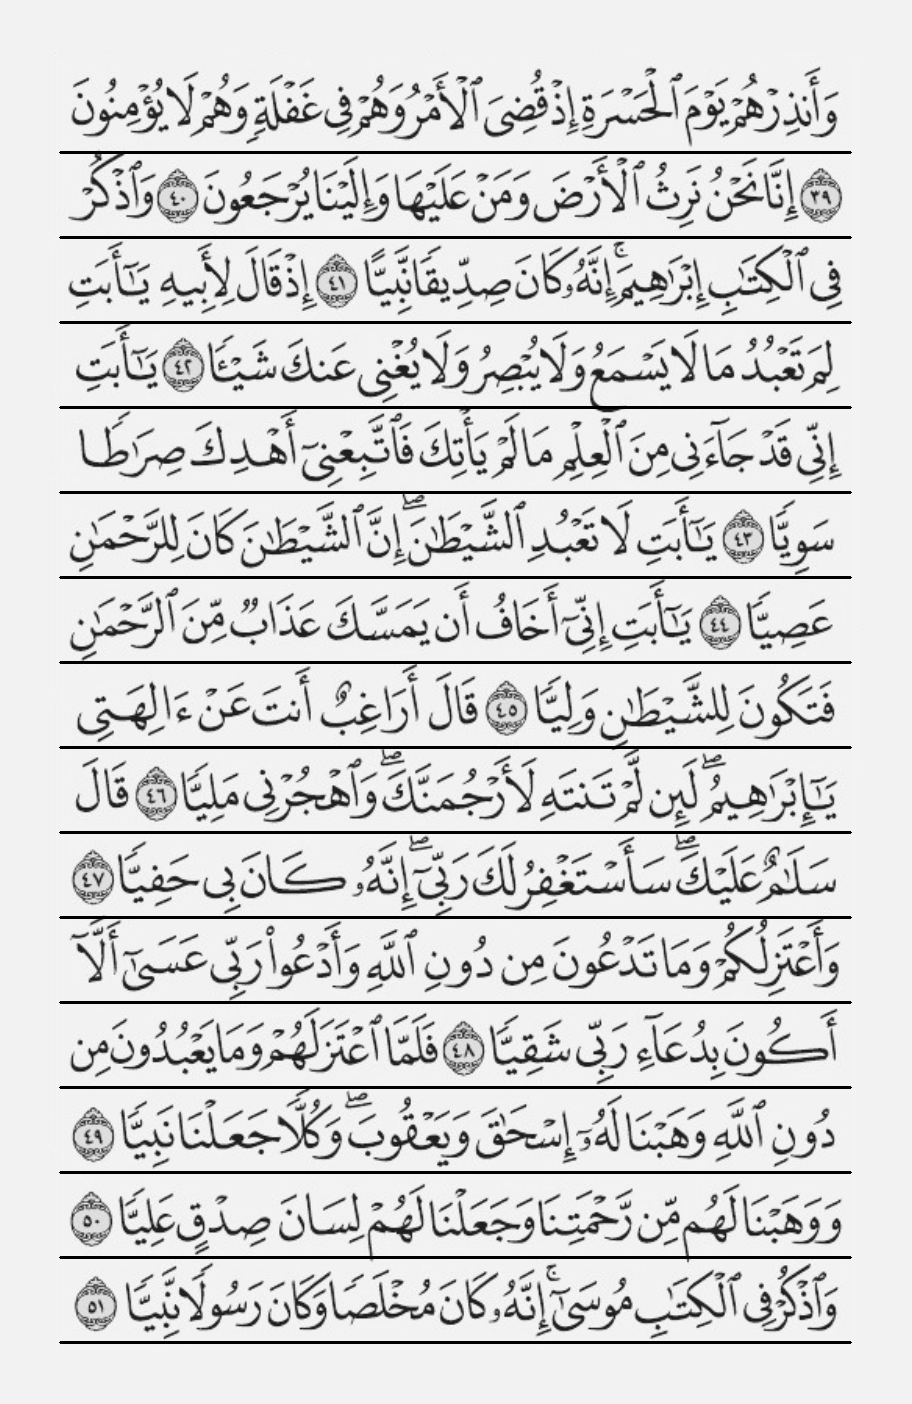 وَأَنذِرْهُمْ يَوْمَ ٱلْحَسْرَةِ إِذْ قُضِىَ ٱلْأَمْرُ وَهُمْ فِى غَفْلَةٍ وَهُمْ لَا يُؤْمِنُونَ
٣٩ إِنَّا نَحْنُ نَرِثُ ٱلْأَرْضَ وَمَنْ عَلَيْهَا وَإِلَيْنَا يُرْجَعُونَ ٤٠ وَٱذْكُرْ
فِى ٱلْكِتَـٰبِ إِبْرَٰهِيمَ ۚ إِنَّهُۥ كَانَ صِدِّيقًا نَّبِيًّا ٤١ إِذْ قَالَ لِأَبِيهِ يَـٰٓأَبَتِ
لِمَ تَعْبُدُ مَا لَا يَسْمَعُ وَلَا يُبْصِرُ وَلَا يُغْنِى عَنكَ شَيْـًٔا ٤٢ يَـٰٓأَبَتِ
إِنِّى قَدْ جَآءَنِى مِنَ ٱلْعِلْمِ مَا لَمْ يَأْتِكَ فَٱتَّبِعْنِىٓ أَهْدِكَ صِرَٰطًا
سَوِيًّا ٤٣ يَـٰٓأَبَتِ لَا تَعْبُدِ ٱلشَّيْطَـٰنَ ۖ إِنَّ ٱلشَّيْطَـٰنَ كَانَ لِلرَّحْمَـٰنِ
عَصِيًّا ٤٤ يَـٰٓأَبَتِ إِنِّىٓ أَخَافُ أَن يَمَسَّكَ عَذَابٌ مِّنَ ٱلرَّحْمَـٰنِ
فَتَكُونَ لِلشَّيْطَـٰنِ وَلِيًّا ٤٥ قَالَ أَرَاغِبٌ أَنتَ عَنْ ءَالِهَتِى
يَـٰٓإِبْرَٰهِيمُ ۖ لَئِن لَّمْ تَنتَهِ لَأَرْجُمَنَّكَ ۖ وَٱهْجُرْنِى مَلِيًّا ٤٦ قَالَ
سَلَـٰمٌ عَلَيْكَ ۖ سَأَسْتَغْفِرُ لَكَ رَبِّىٓ ۖ إِنَّهُۥ كَانَ بِى حَفِيًّا ٤٧
وَأَعْتَزِلُكُمْ وَمَا تَدْعُونَ مِن دُونِ ٱللَّهِ وَأَدْعُوا۟ رَبِّى عَسَىٰٓ أَلَّآ
أَكُونَ بِدُعَآءِ رَبِّى شَقِيًّا ٤٨ فَلَمَّا ٱعْتَزَلَهُمْ وَمَا يَعْبُدُونَ مِن
دُونِ ٱللَّهِ وَهَبْنَا لَهُۥٓ إِسْحَـٰقَ وَيَعْقُوبَ ۖ وَكُلًّا جَعَلْنَا نَبِيًّا ٤٩
وَوَهَبْنَا لَهُم مِّن رَّحْمَتِنَا وَجَعَلْنَا لَهُمْ لِسَانَ صِدْقٍ عَلِيًّا ٥٠
وَٱذْكُرْ فِى ٱلْكِتَـٰبِ مُوسَىٰٓ ۚ إِنَّهُۥ كَانَ مُخْلَصًا وَكَانَ رَسُولًا نَّبِيًّا ٥١